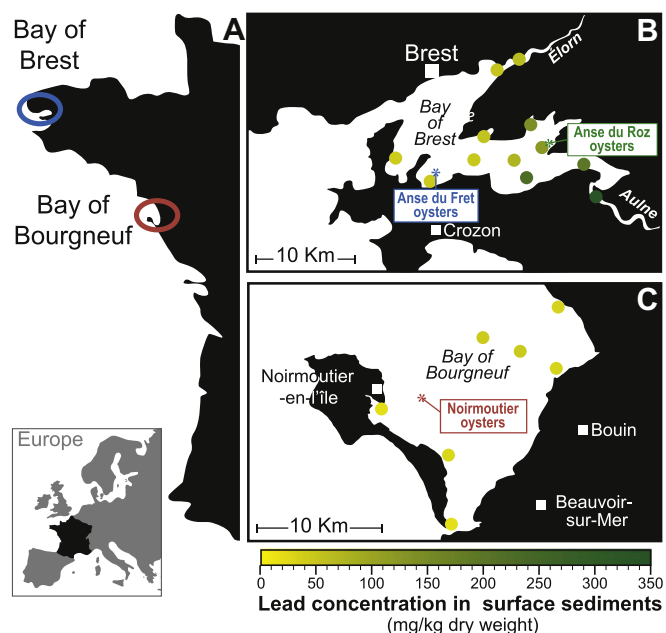 A
Bay of
Brest
Bay of
Bourgneuf
Europe
B
Brest
Élorn
Bay
of
Brest
Anse du Roz
oysters
Anse du Fret
oysters
Aulne
Crozon
10 Km
C
Noirmoutier
-en-l'île
Bay of
Bourgneuf
Noirmoutier
oysters
Bouin
Beauvoir-
sur-Mer
10 Km
0 50 100 150 200 250 300 350
Lead concentration in surface sediments
(mg/kg dry weight)